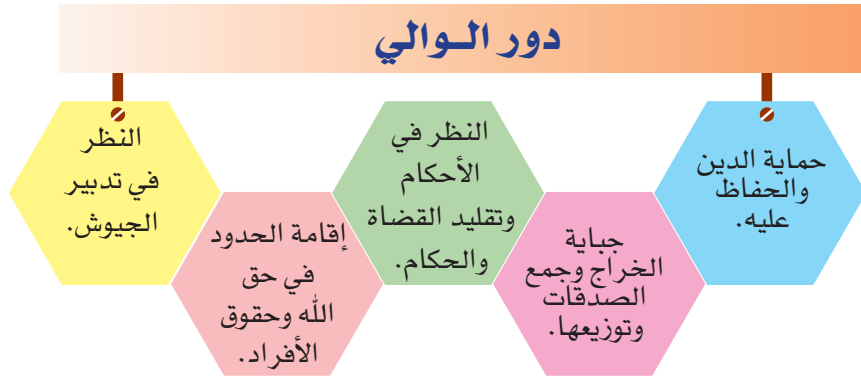 دور الـوالي
حماية الدين
والحفاظ
عليه.
جباية
الخراج وجمع
الصدقات
وتوزيعها.
النظر في
الأحكام
وتقليد القضاة
والحكام.
إقامة الحدود
في حق
الله وحقوق
الأفراد.
النظر
في تدبير
الجيوش.